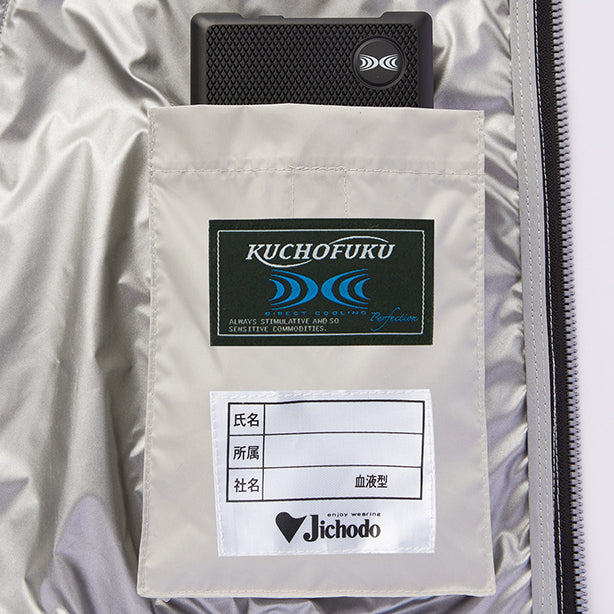 KUCHOFUKU
DIRECT COOLING
ALWAYS STIMULATIVE AND SO
SENSITIVE COMMODITIES.
Perfection
氏名
所属
社名 血液型
enjoy wearing
Jichodo